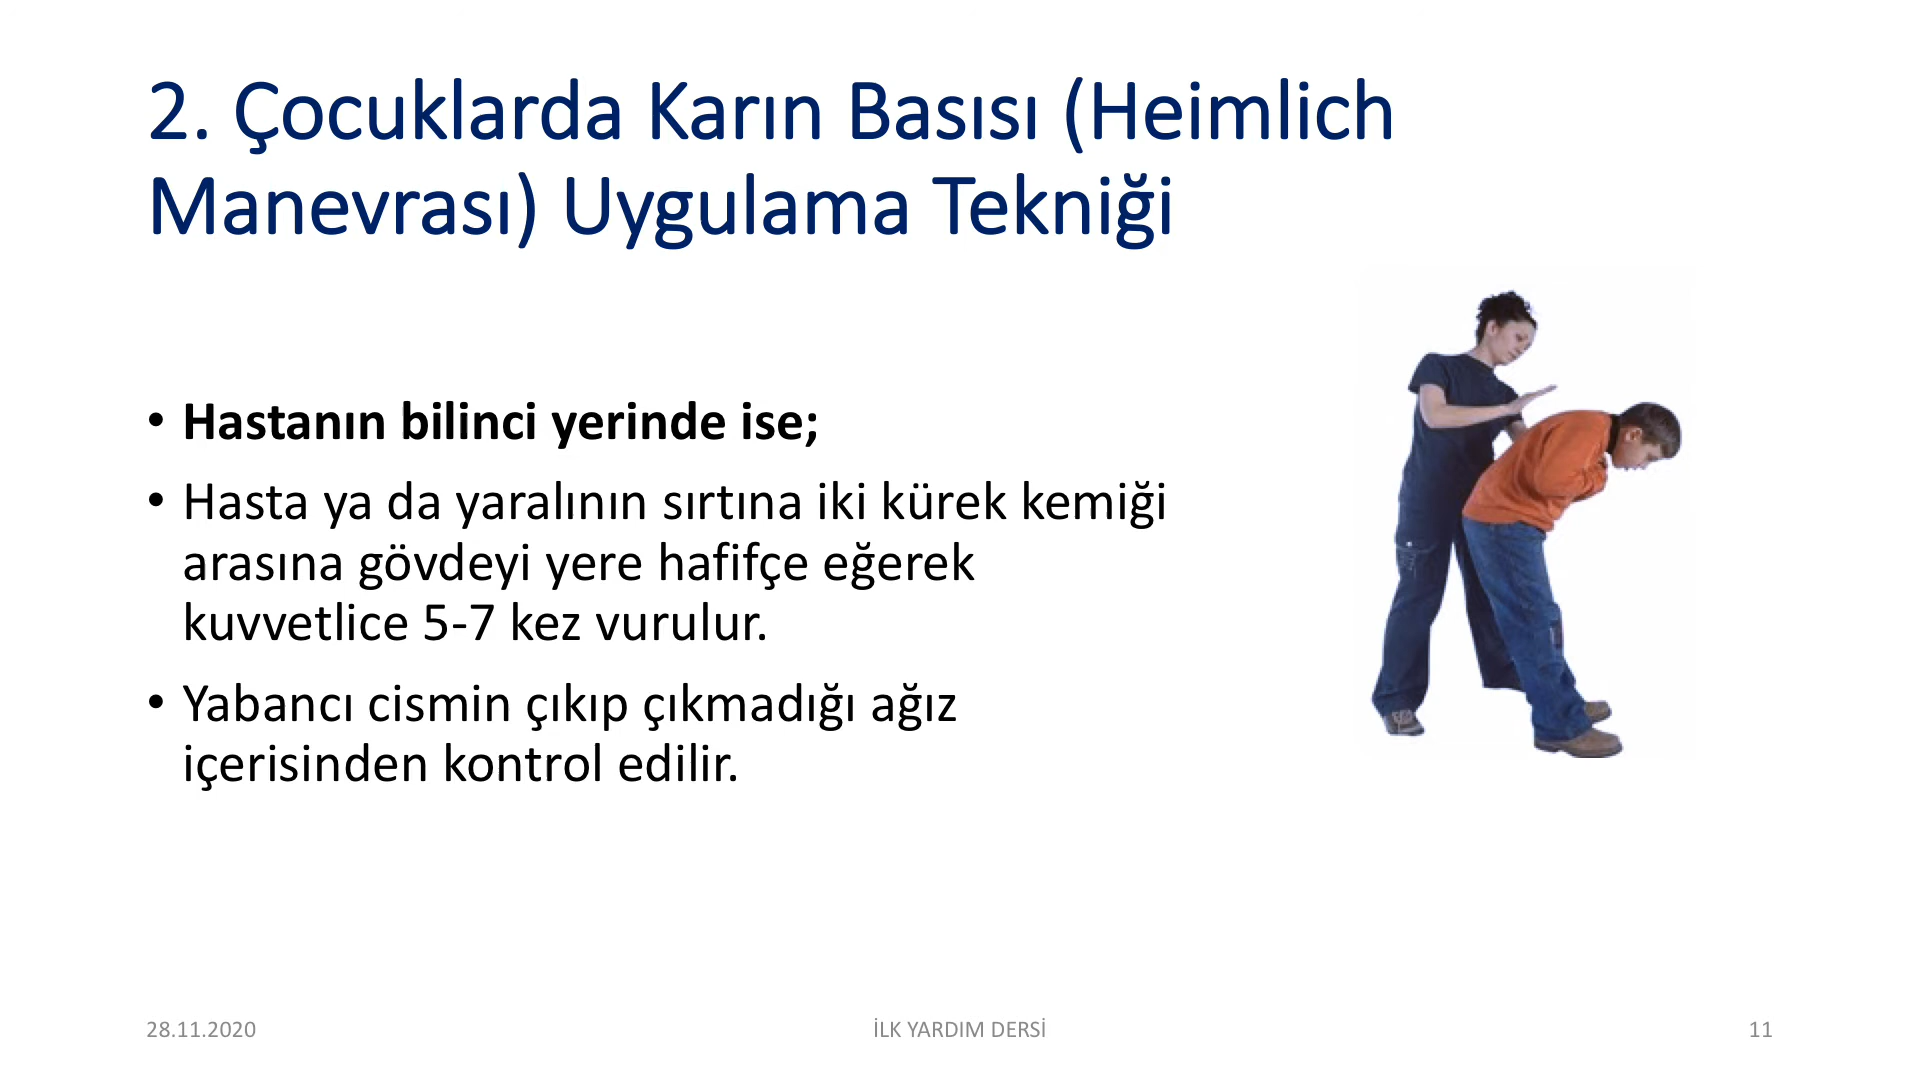 2. Çocuklarda Karın Basısı (Heimlich
Manevrası) Uygulama Tekniği
• Hastanın bilinci yerinde ise;
• Hasta ya da yaralının sırtına iki kürek kemiği
arasına gövdeyi yere hafifçe eğerek
kuvvetlice 5-7 kez vurulur.
• Yabancı cismin çıkıp çıkmadığı ağız
içerisinden kontrol edilir.
28.11.2020
İLK YARDIM DERSİ
11